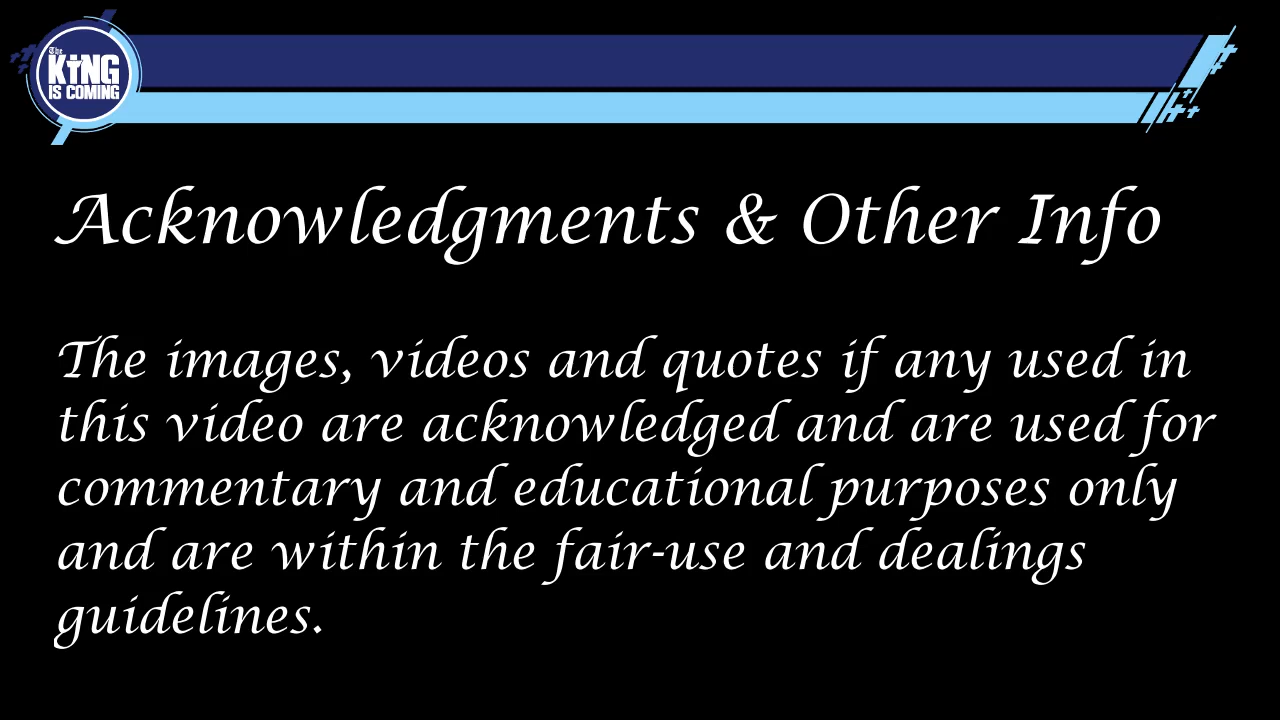 The
KING
IS COMING
Acknowledgments & Other Info
The images, videos and quotes if any used in
this video are acknowledged and are used for
commentary and educational purposes only
and are within the fair-use and dealings
guidelines.